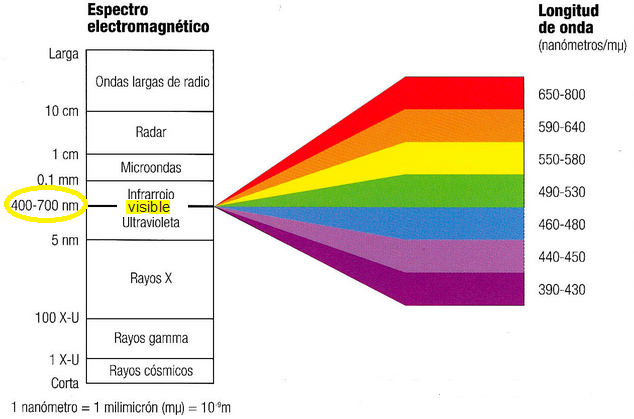 Espectro
electromagnético
Larga
Ondas largas de radio
10 cm
Radar
1 cm
Microondas
0,1 mm
Infrarrojo
400-700 nm
visible
Ultravioleta
5 nm
Rayos X
100 X-U
Rayos gamma
1 X-U
Rayos cósmicos
Corta
Longitud
de onda
(nanómetros/mμ)
650-800
590-640
550-580
490-530
460-480
440-450
390-430
1 nanómetro = 1 milimicrón (mμ) = 10⁻⁹m